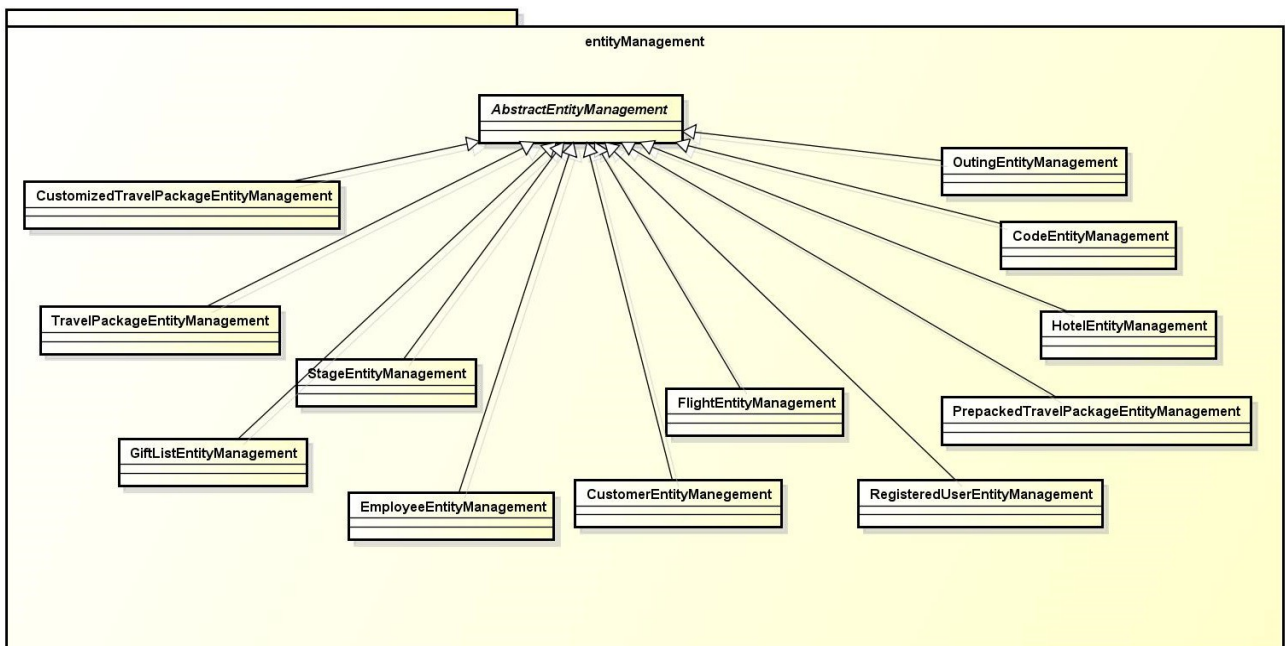 entityManagement
AbstractEntityManagement
OutingEntityManagement
CustomizedTravelPackageEntityManagement
CodeEntityManagement
TravelPackageEntityManagement
HotelEntityManagement
StageEntityManagement
FlightEntityManagement
PrepackedTravelPackageEntityManagement
GiftListEntityManagement
CustomerEntityManegement
RegisteredUserEntityManagement
EmployeeEntityManagement